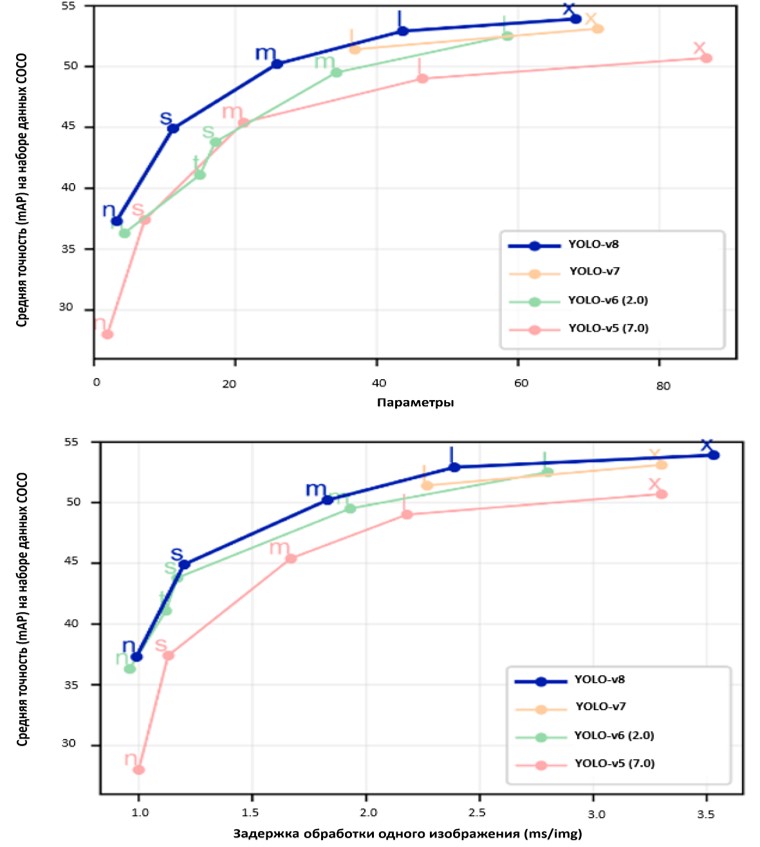 Средняя точность (mAP) на наборе данных COCO
55
50
45
40
35
30
n
s
m
l
x
l
x
t
s
m
l
n
s
m
l
x
YOLO-v8
YOLO-v7
YOLO-v6 (2.0)
YOLO-v5 (7.0)
0
20
40
60
80
Параметры
Средняя точность (mAP) на наборе данных COCO
55
50
45
40
35
30
n
s
m
l
x
l
x
n
t
s
m
l
n
s
m
l
x
YOLO-v8
YOLO-v7
YOLO-v6 (2.0)
YOLO-v5 (7.0)
1.0
1.5
2.0
2.5
3.0
3.5
Задержка обработки одного изображения (ms/img)